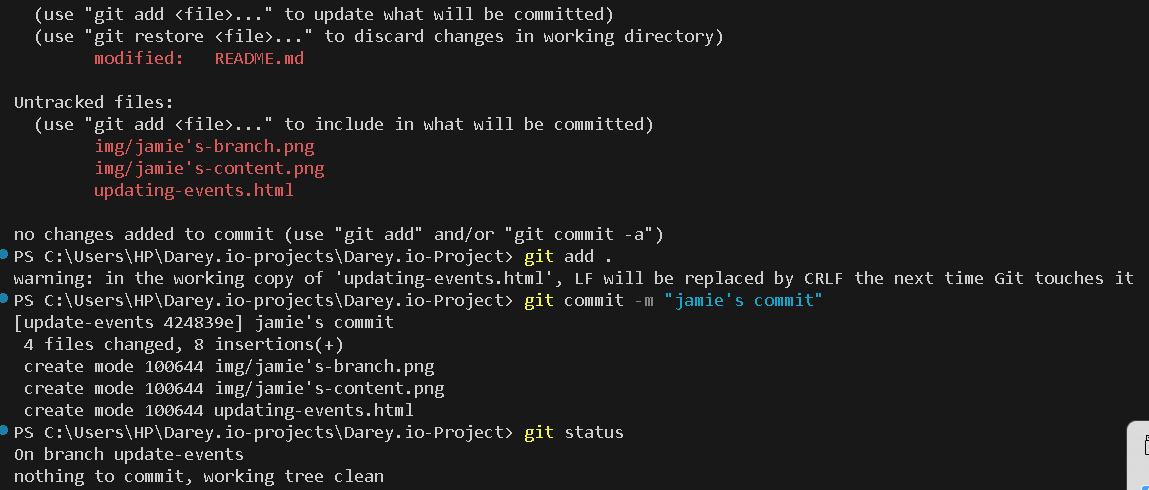 (use "git add <file>..." to update what will be committed)
(use "git restore <file>..." to discard changes in working directory)
modified: README.md
Untracked files:
(use "git add <file>..." to include in what will be committed)
img/jamie's-branch.png
img/jamie's-content.png
updating-events.html
no changes added to commit (use "git add" and/or "git commit -a")
PS C:\Users\HP\Darey.io-projects\Darey.io-Project> git add .
warning: in the working copy of 'updating-events.html', LF will be replaced by CRLF the next time Git touches it
PS C:\Users\HP\Darey.io-projects\Darey.io-Project> git commit -m "jamie's commit"
[update-events 424839e] jamie's commit
4 files changed, 8 insertions(+)
create mode 100644 img/jamie's-branch.png
create mode 100644 img/jamie's-content.png
create mode 100644 updating-events.html
PS C:\Users\HP\Darey.io-projects\Darey.io-Project> git status
On branch update-events
nothing to commit, working tree clean